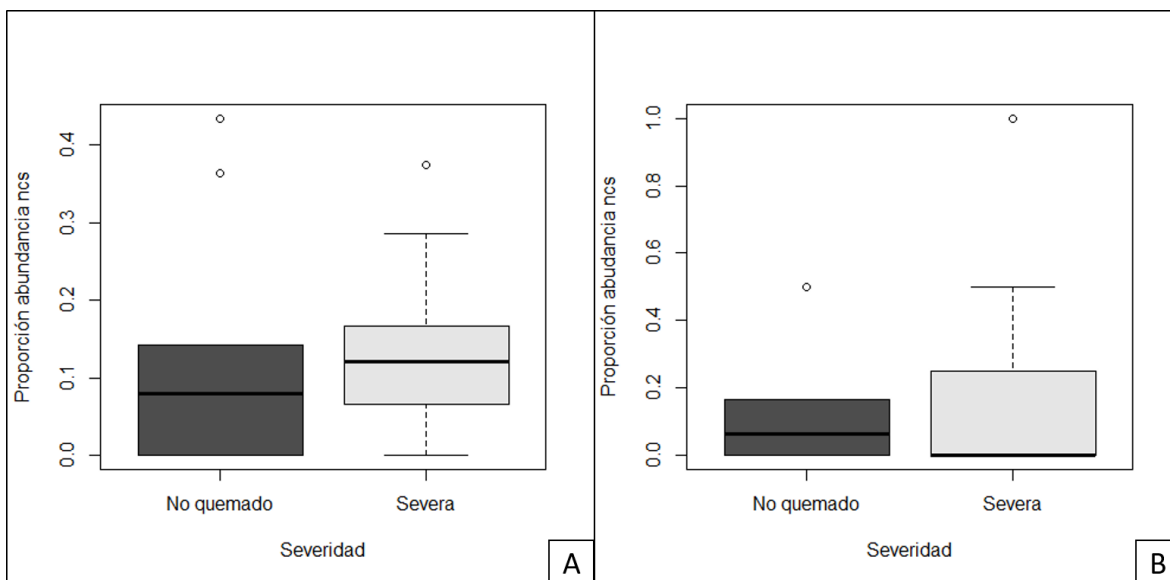 Proporción abundancia ncs
0.4
0.3
0.2
0.1
0.0
No quemado
Severa
Severidad
A
Proporción abudancia ncs
1.0
0.8
0.6
0.4
0.2
0.0
No quemado
Severa
Severidad
B